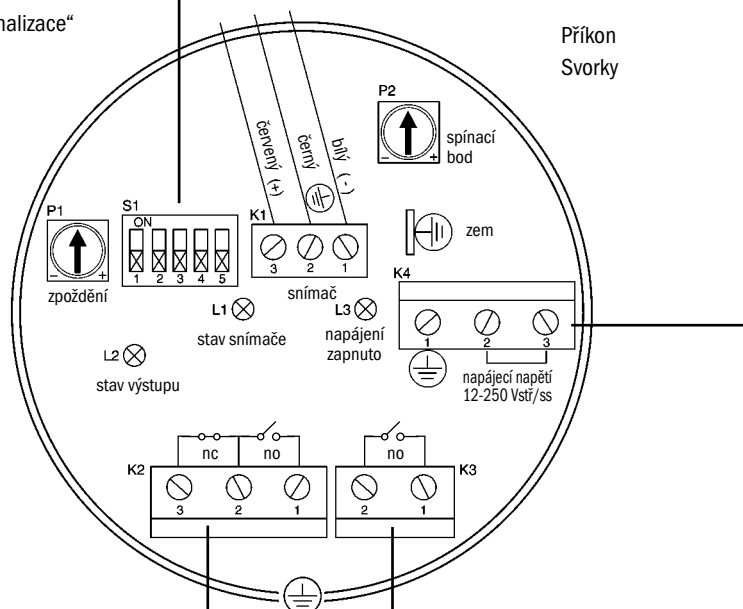 nalizace“
Příkon
Svorky
P2
spínací
bod
červený (+)
černý
bílý (-)
S1
ON
1 2 3 4 5
P1
zpoždění
K1
3 2 1
snímač
zem
K4
1 2 3
napájecí napětí
12-250 Vstř/ss
L1
stav snímače
L3
napájení
zapnuto
L2
stav výstupu
nc no
K2
3 2 1
no
K3
2 1
- +
- +